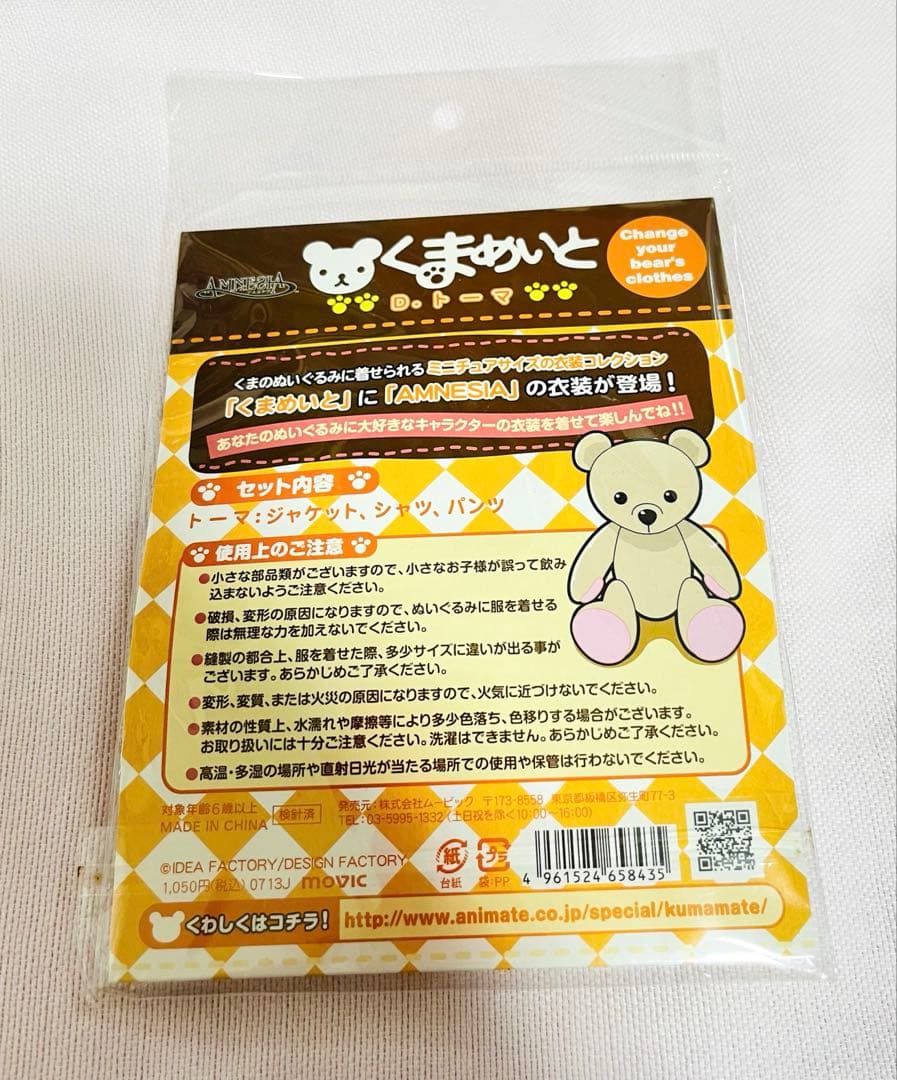 AMNESIA
くまめいと
Change
your
bear's
clothes
D. トーマ
くまのぬいぐるみに着せられる ミニチュアサイズの衣装コレクション
「くまめいと」に「AMNESIA」の衣装が登場！
あなたのぬいぐるみに大好きなキャラクターの衣装を着せて楽しんでね!!
セット内容
トーマ：ジャケット、シャツ、パンツ
使用上のご注意
●小さな部品類がございますので、小さなお子様が誤って飲み
込まないようご注意ください。
●破損、変形の原因になりますので、ぬいぐるみに服を着せる
際は無理な力を加えないでください。
●縫製の都合上、服を着せた際、多少サイズに違いが出る事が
ございます。あらかじめご了承ください。
●変形、変質、または火災の原因になりますので、火気に近づけないでください。
●素材の性質上、水濡れや摩擦等により多少色落ち、色移りする場合がございます。
お取り扱いには十分ご注意ください。洗濯はできません。あらかじめご了承ください。
●高温・多湿の場所や直射日光が当たる場所での使用や保管は行わないでください。
対象年齢6歳以上
MADE IN CHINA
検針済
発売元：株式会社ムービック 〒173-8558 東京都板橋区弥生町77-3
TEL：03-5995-1332（土日祝を除く10:00〜16:00）
©IDEA FACTORY/DESIGN FACTORY
1,050円(税込) 0713J movic
紙
台紙
プラ
袋：PP
4 961524 658435
くわしくはコチラ！
http://www.animate.co.jp/special/kumamate/